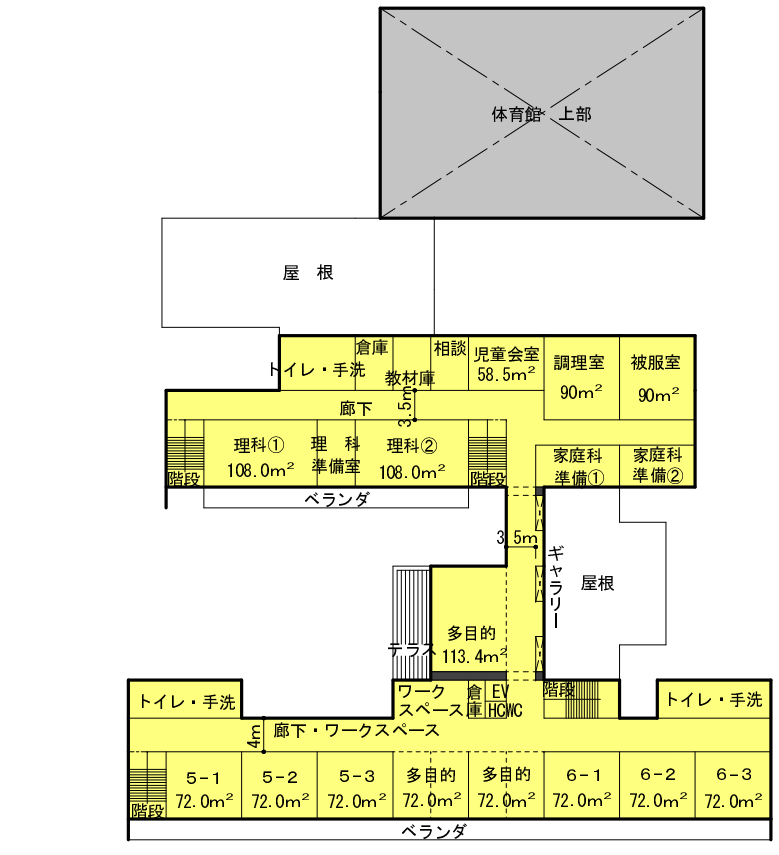 体育館 上部
屋 根
倉庫
相談
児童会室
58.5m²
調理室
90m²
被服室
90m²
トイレ・手洗
教材庫
3.5m
廊下
理科①
108.0m²
理 科
準備室
理科②
108.0m²
階段
階段
家庭科
準備①
家庭科
準備②
ベランダ
3.5m
ギャラリー
屋根
テラス
多目的
113.4m²
トイレ・手洗
ワーク
スペース
倉庫
EV
HCWC
階段
トイレ・手洗
4m
廊下・ワークスペース
階段
5-1
72.0m²
5-2
72.0m²
5-3
72.0m²
多目的
72.0m²
多目的
72.0m²
6-1
72.0m²
6-2
72.0m²
6-3
72.0m²
ベランダ